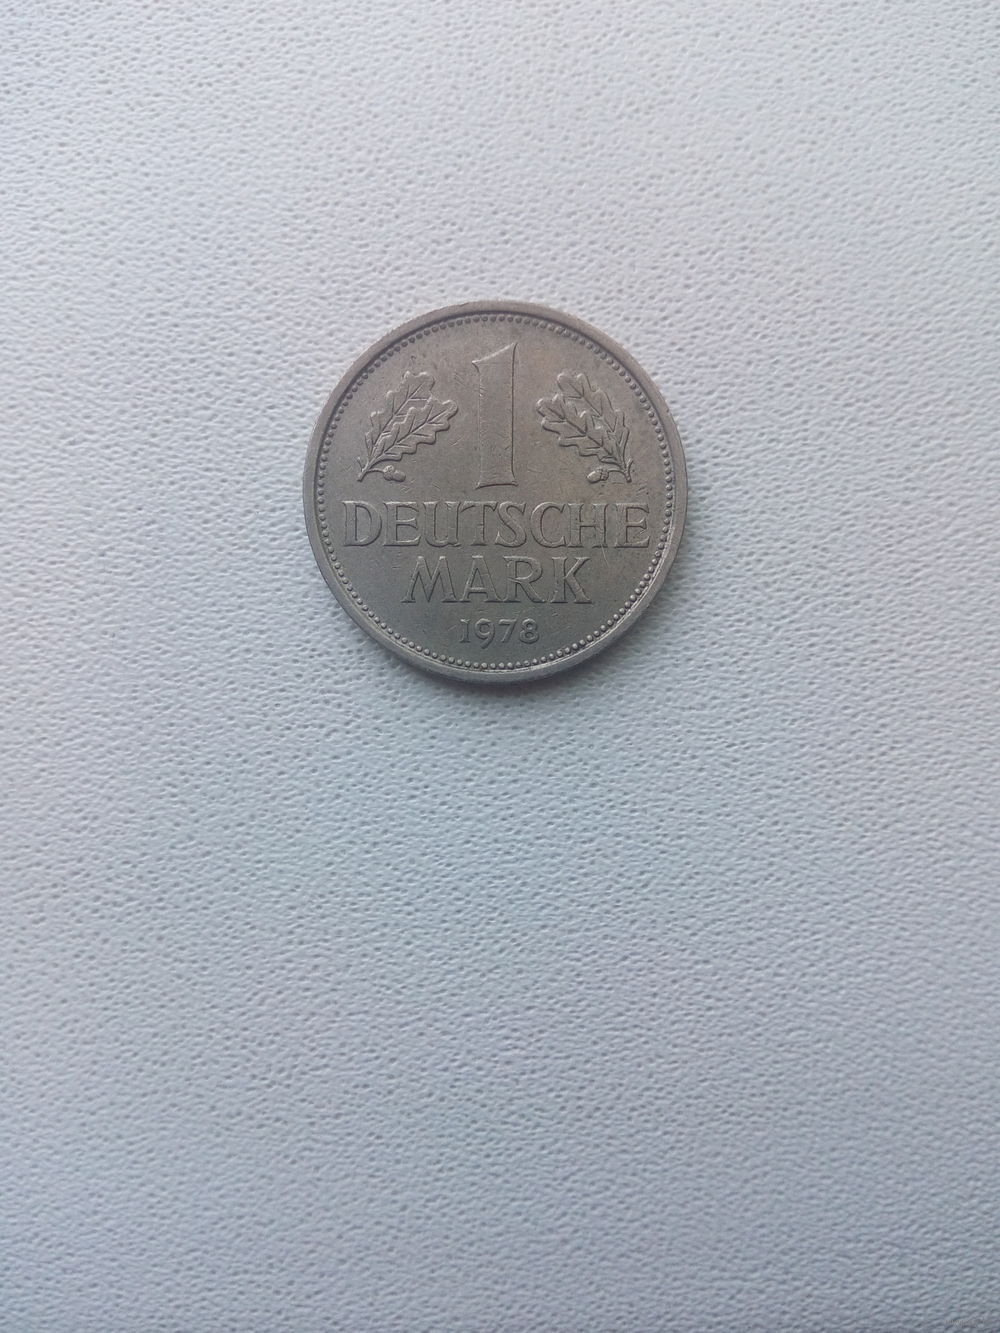 1
DEUTSCHE
MARK
1978